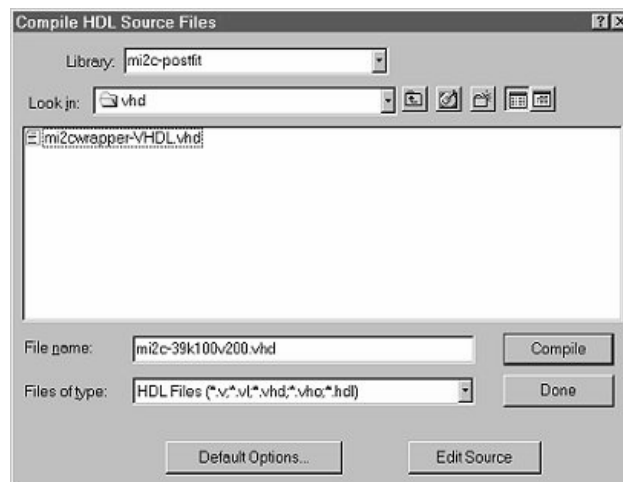 Compile HDL Source Files
Library: mi2c-postfit
Look in: vhd
mi2cwrapper-VHDL.vhd
File name: mi2c-39k100v200.vhd Compile
Files of type: HDL Files (*.v;*.vl;*.vhd;*.vho;*.hdl) Done
Default Options... Edit Source